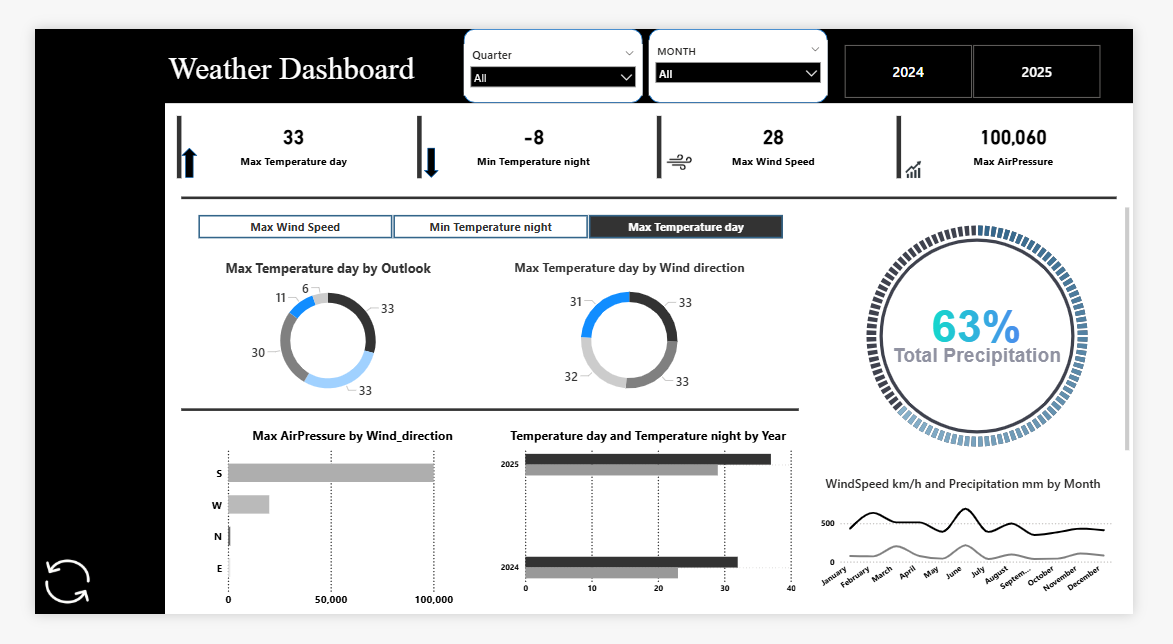 Weather Dashboard
Quarter
All
MONTH
All
2024
2025
33
Max Temperature day
-8
Min Temperature night
28
Max Wind Speed
100,060
Max AirPressure
Max Wind Speed
Min Temperature night
Max Temperature day
Max Temperature day by Outlook
6
11
33
30
33
Max Temperature day by Wind direction
31
33
32
33
63%
Total Precipitation
Max AirPressure by Wind_direction
S
W
N
E
0
50,000
100,000
Temperature day and Temperature night by Year
2025
2024
0
10
20
30
40
WindSpeed km/h and Precipitation mm by Month
500
0
January
February
March
April
May
June
July
August
Septem...
October
November
December